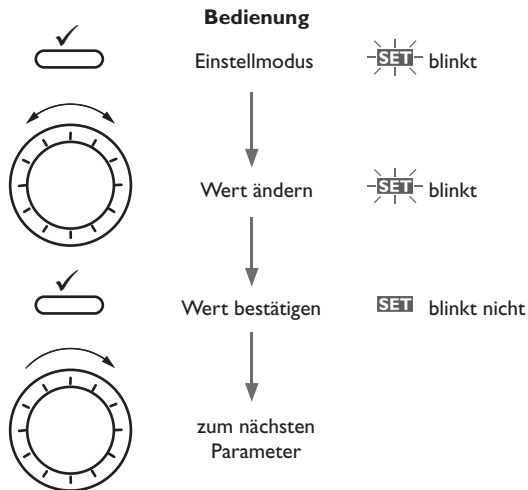 Bedienung
Einstellmodus SET blinkt
Wert ändern SET blinkt
Wert bestätigen SET blinkt nicht
zum nächsten
Parameter